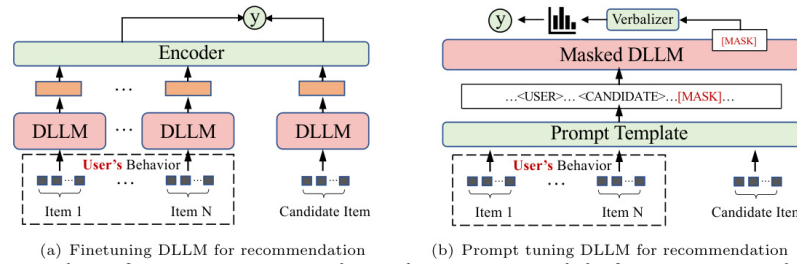 y
Encoder
...
DLLM ... DLLM DLLM
User's Behavior
... ... ...
Item 1 ... Item N Candidate Item
(a) Finetuning DLLM for recommendation
y Verbalizer [MASK]
Masked DLLM
...<USER>... <CANDIDATE>...[MASK]...
Prompt Template
User's Behavior
... ... ...
Item 1 ... Item N Candidate Item
(b) Prompt tuning DLLM for recommendation